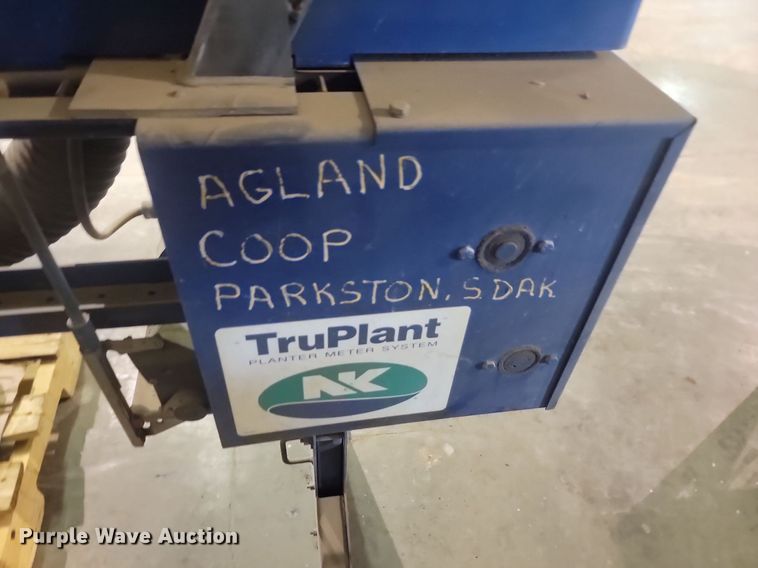 AGLAND
COOP
PARKSTON, S.DAK
TruPlant
PLANTER METER SYSTEM
NK
Purple Wave Auction